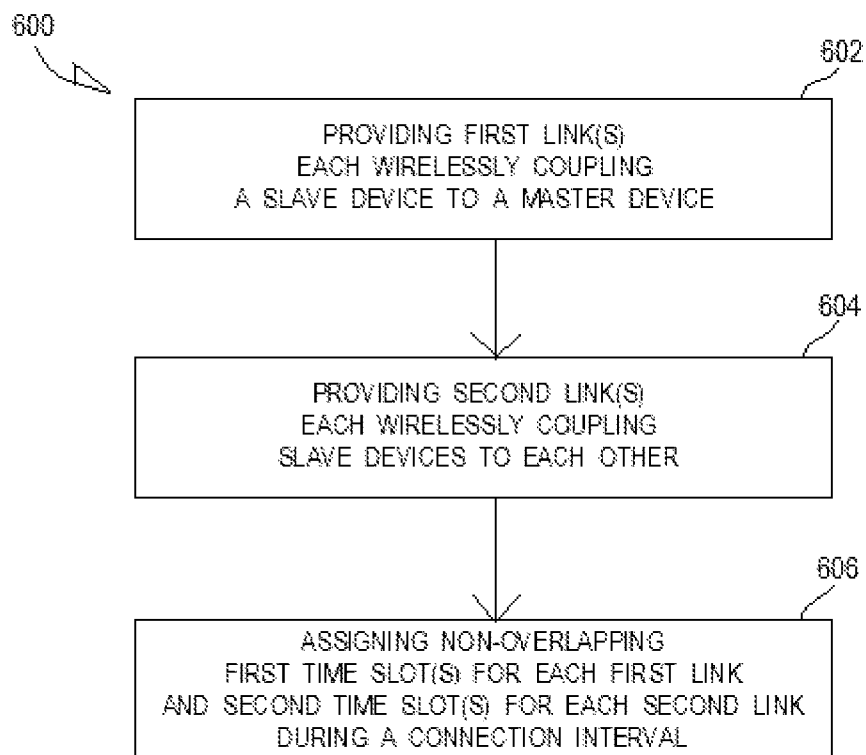 600
602
PROVIDING FIRST LINK(S)
EACH WIRELESSLY COUPLING
A SLAVE DEVICE TO A MASTER DEVICE
604
PROVIDING SECOND LINK(S)
EACH WIRELESSLY COUPLING
SLAVE DEVICES TO EACH OTHER
606
ASSIGNING NON-OVERLAPPING
FIRST TIME SLOT(S) FOR EACH FIRST LINK
AND SECOND TIME SLOT(S) FOR EACH SECOND LINK
DURING A CONNECTION INTERVAL